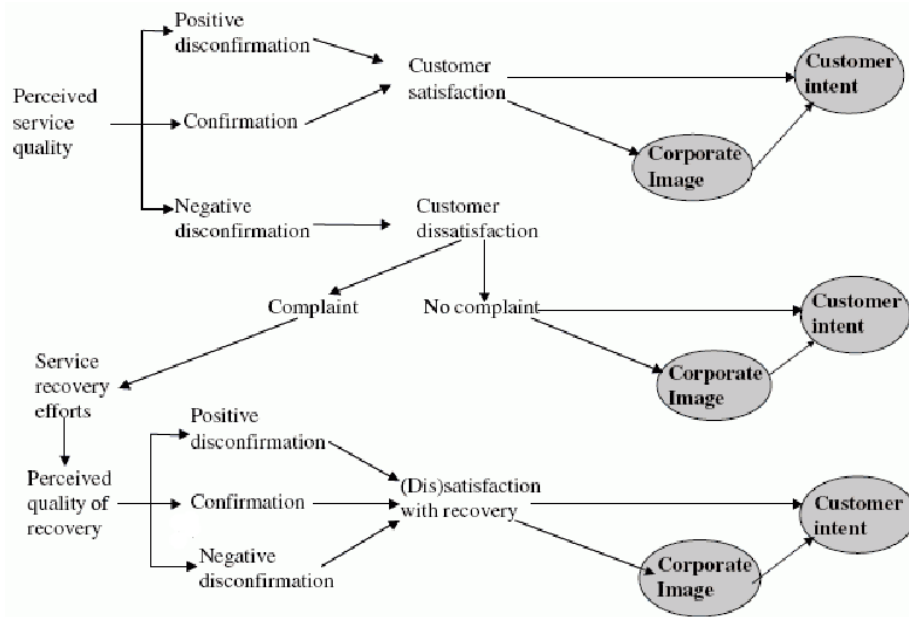 Positive
disconfirmation
Customer
satisfaction
Customer
intent
Perceived
service
quality
Confirmation
Corporate
Image
Negative
disconfirmation
Customer
dissatisfaction
Complaint
No complaint
Customer
intent
Corporate
Image
Service
recovery
efforts
Perceived
quality of
recovery
Positive
disconfirmation
Confirmation
Negative
disconfirmation
(Dis)satisfaction
with recovery
Customer
intent
Corporate
Image